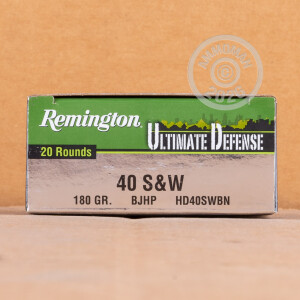 Remington
ULTIMATE DEFENSE
20 Rounds
40 S&W
180 GR. BJHP HD40SWBN